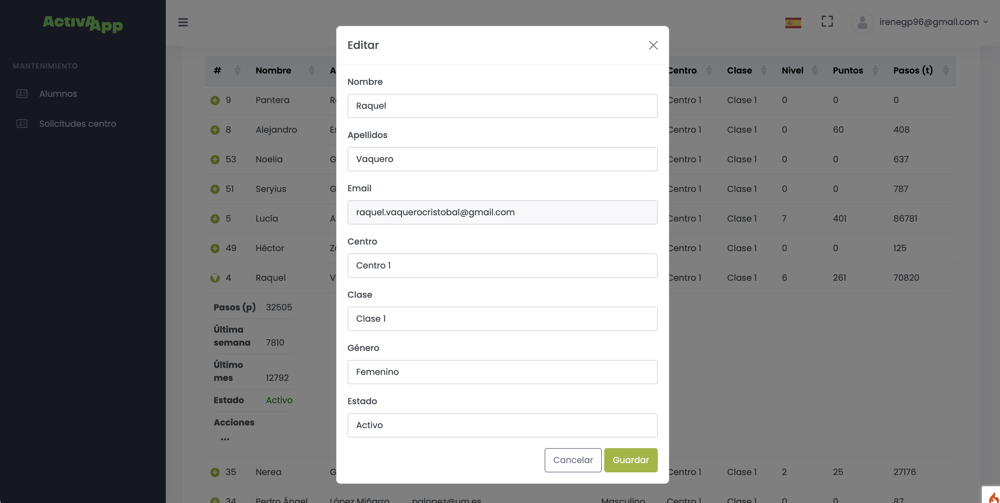 ActivApp
irenegp96@gmail.com
MANTENIMIENTO
Alumnos
Solicitudes centro
Editar
Nombre
Raquel
Apellidos
Vaquero
Email
raquel.vaquerocristobal@gmail.com
Centro
Centro 1
Clase
Clase 1
Género
Femenino
Estado
Activo
Cancelar Guardar
# Nombre Centro Clase Nivel Puntos Pasos (t)
9 Pantera Centro 1 Clase 1 0 0 0
8 Alejandro Centro 1 Clase 1 0 60 408
53 Noelia Centro 1 Clase 1 0 0 637
51 Seryius Centro 1 Clase 1 0 0 787
5 Lucía Centro 1 Clase 1 7 401 86781
49 Héctor Centro 1 Clase 1 0 0 125
4 Raquel Centro 1 Clase 1 6 261 70820
Pasos (p) 32505
Última
semana 7810
Último
mes 12792
Estado Activo
Acciones
...
35 Nerea Centro 1 Clase 1 2 25 27176
34 Pedro Ángel López Miñarro palopez@um.es Masculino Centro 1 Clase 1 0 0 87